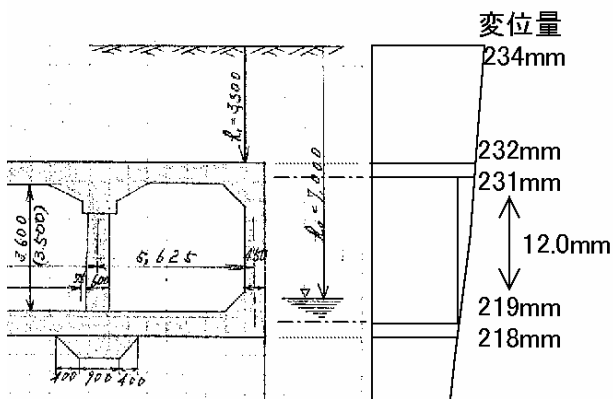 変位量
234mm
h₁=3,500
232mm
231mm
h₂=7,000
3,600
(3,500)
5,625
450
600
12.0mm
219mm
218mm
400 900 400